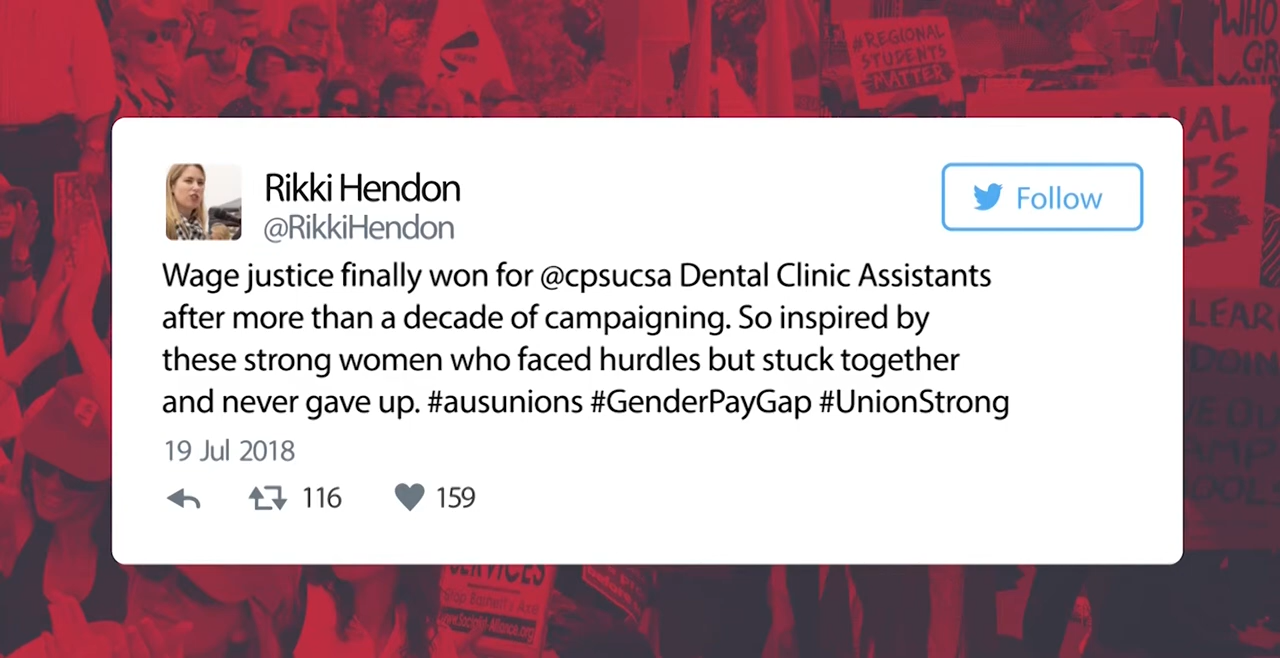 #REGIONAL
STUDENTS
MATTER
WHO
Rikki Hendon
@RikkiHendon
Follow
Wage justice finally won for @cpsucsa Dental Clinic Assistants
after more than a decade of campaigning. So inspired by
these strong women who faced hurdles but stuck together
and never gave up. #ausunions #GenderPayGap #UnionStrong
19 Jul 2018
116 159
SERVICES